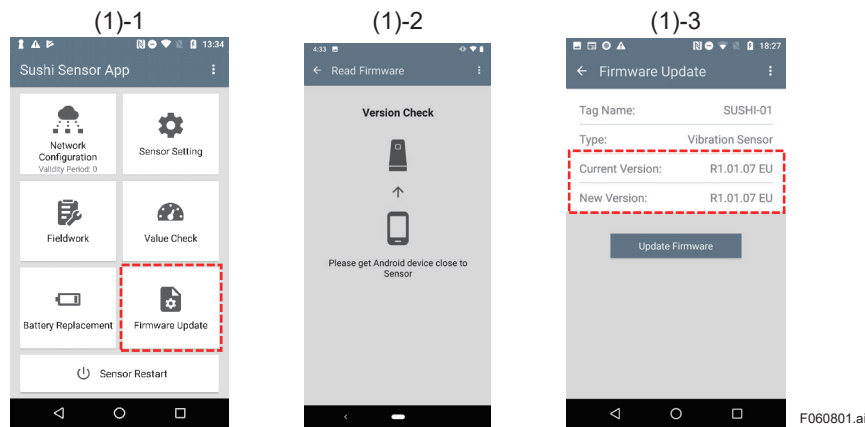 (1)-1
13:34
Sushi Sensor App
Network
Configuration
Validity Period: 0
Sensor Setting
Fieldwork
Value Check
Battery Replacement
Firmware Update
Sensor Restart
(1)-2
4:33
Read Firmware
Version Check
Please get Android device close to
Sensor
(1)-3
18:27
Firmware Update
Tag Name: SUSHI-01
Type: Vibration Sensor
Current Version: R1.01.07 EU
New Version: R1.01.07 EU
Update Firmware
F060801.ai